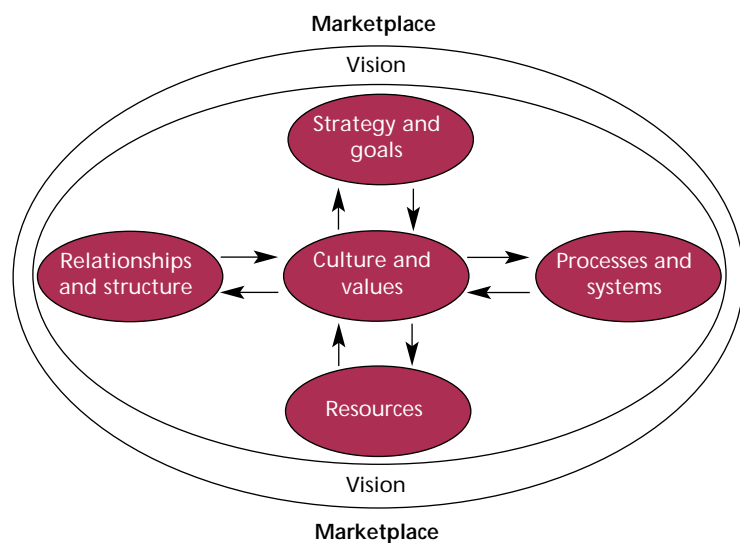 Marketplace
Vision
Strategy and
goals
Relationships
and structure
Culture and
values
Processes and
systems
Resources
Vision
Marketplace